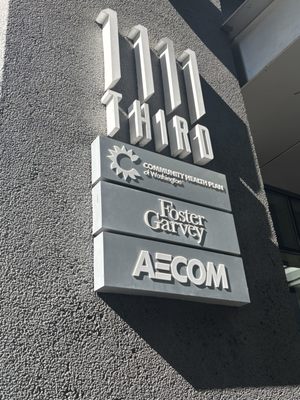 1111
THIRD
COMMUNITY HEALTH PLAN
of Washington
Foster
Garvey
AECOM